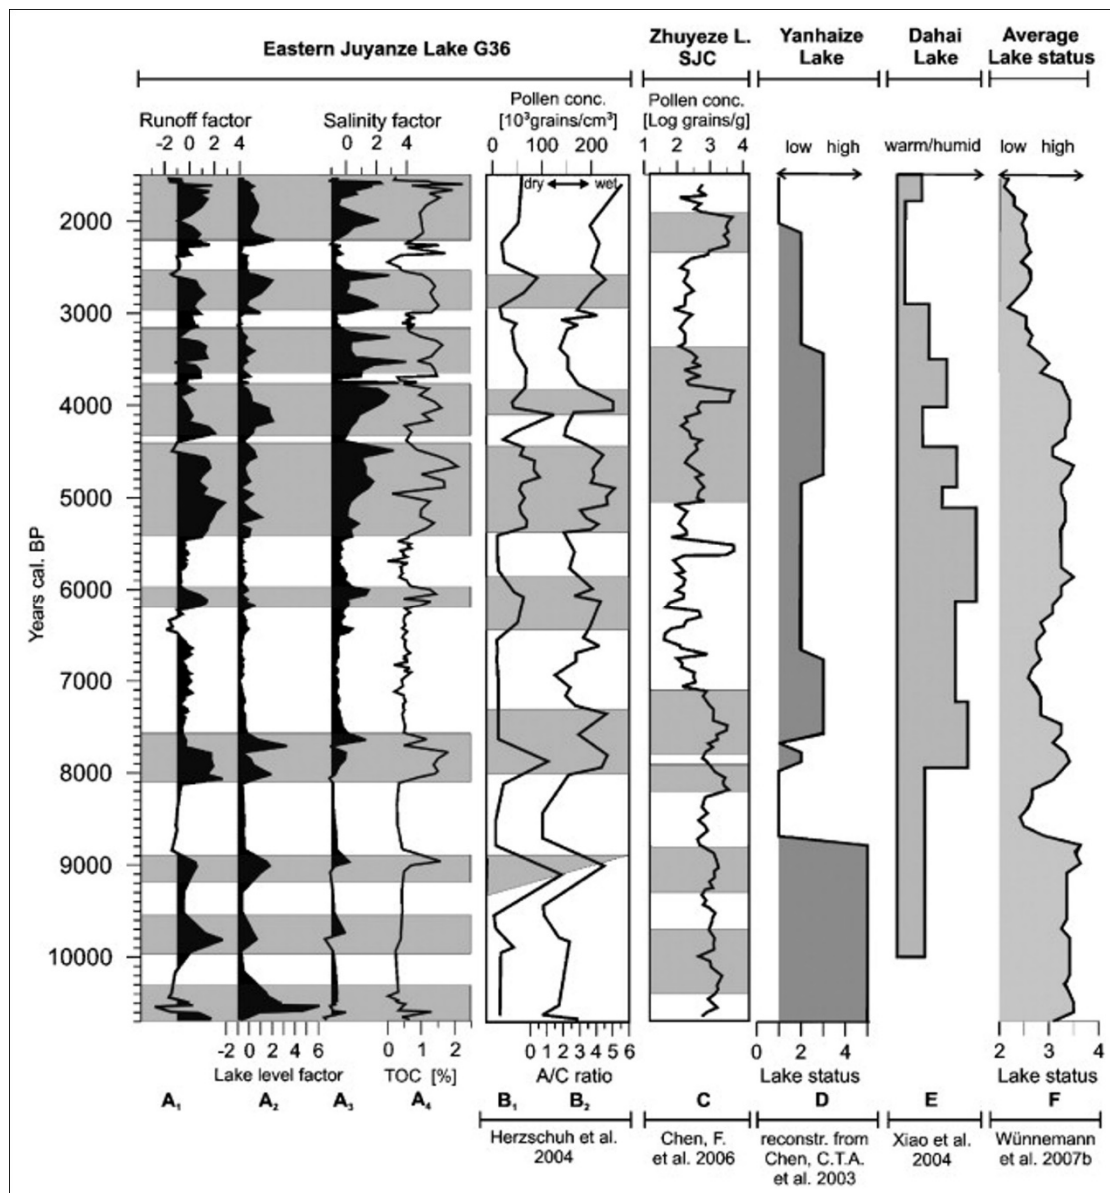 Eastern Juyanze Lake G36
Zhuyeze L.
SJC
Yanhaize
Lake
Dahai
Lake
Average
Lake status
Runoff factor
-2 0 2 4
Salinity factor
0 2 4
Pollen conc.
[10³grains/cm³]
0 100 200
Pollen conc.
[Log grains/g]
1 2 3 4
low high
warm/humid
low high
dry wet
Years cal. BP
2000
3000
4000
5000
6000
7000
8000
9000
10000
-2 0 2 4 6
Lake level factor
0 1 2
TOC [%]
0 1 2 3 4 5 6
A/C ratio
0 2 4
Lake status
2 3 4
Lake status
A₁ A₂ A₃ A₄ B₁ B₂ C D E F
Herzschuh et al.
2004
Chen, F.
et al. 2006
reconstr. from
Chen, C.T.A.
et al. 2003
Xiao et al.
2004
Wünnemann
et al. 2007b